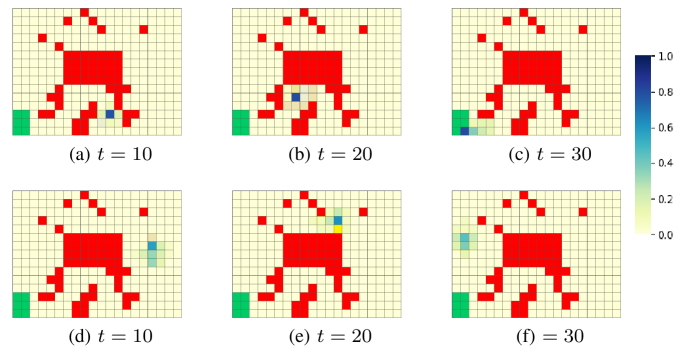 1.0
0.8
0.6
0.4
0.2
0.0
(a) t = 10
(b) t = 20
(c) t = 30
(d) t = 10
(e) t = 20
(f) = 30